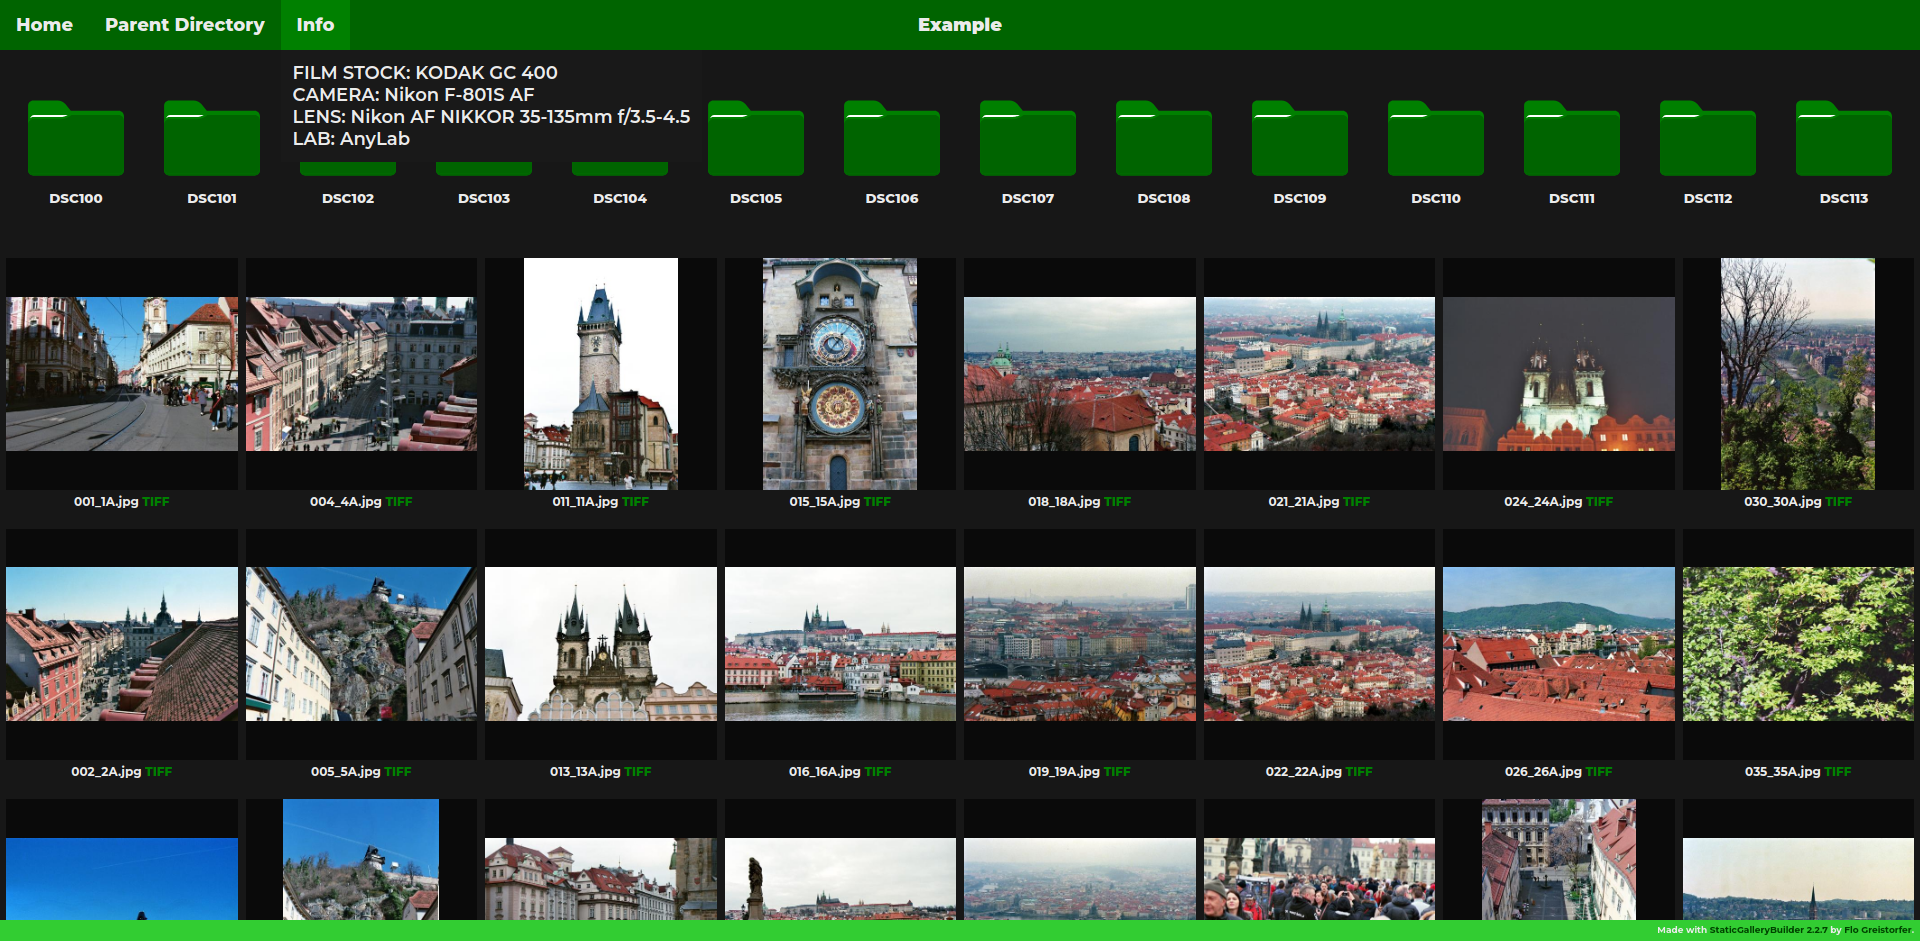 Home Parent Directory Info Example
FILM STOCK: KODAK GC 400
CAMERA: Nikon F-801S AF
LENS: Nikon AF NIKKOR 35-135mm f/3.5-4.5
LAB: AnyLab
DSC100 DSC101 DSC102 DSC103 DSC104 DSC105 DSC106 DSC107 DSC108 DSC109 DSC110 DSC111 DSC112 DSC113
001_1A.jpg TIFF 004_4A.jpg TIFF 011_11A.jpg TIFF 015_15A.jpg TIFF 018_18A.jpg TIFF 021_21A.jpg TIFF 024_24A.jpg TIFF 030_30A.jpg TIFF
002_2A.jpg TIFF 005_5A.jpg TIFF 013_13A.jpg TIFF 016_16A.jpg TIFF 019_19A.jpg TIFF 022_22A.jpg TIFF 026_26A.jpg TIFF 035_35A.jpg TIFF
Made with StaticGalleryBuilder 2.2.7 by Flo Greistorfer.